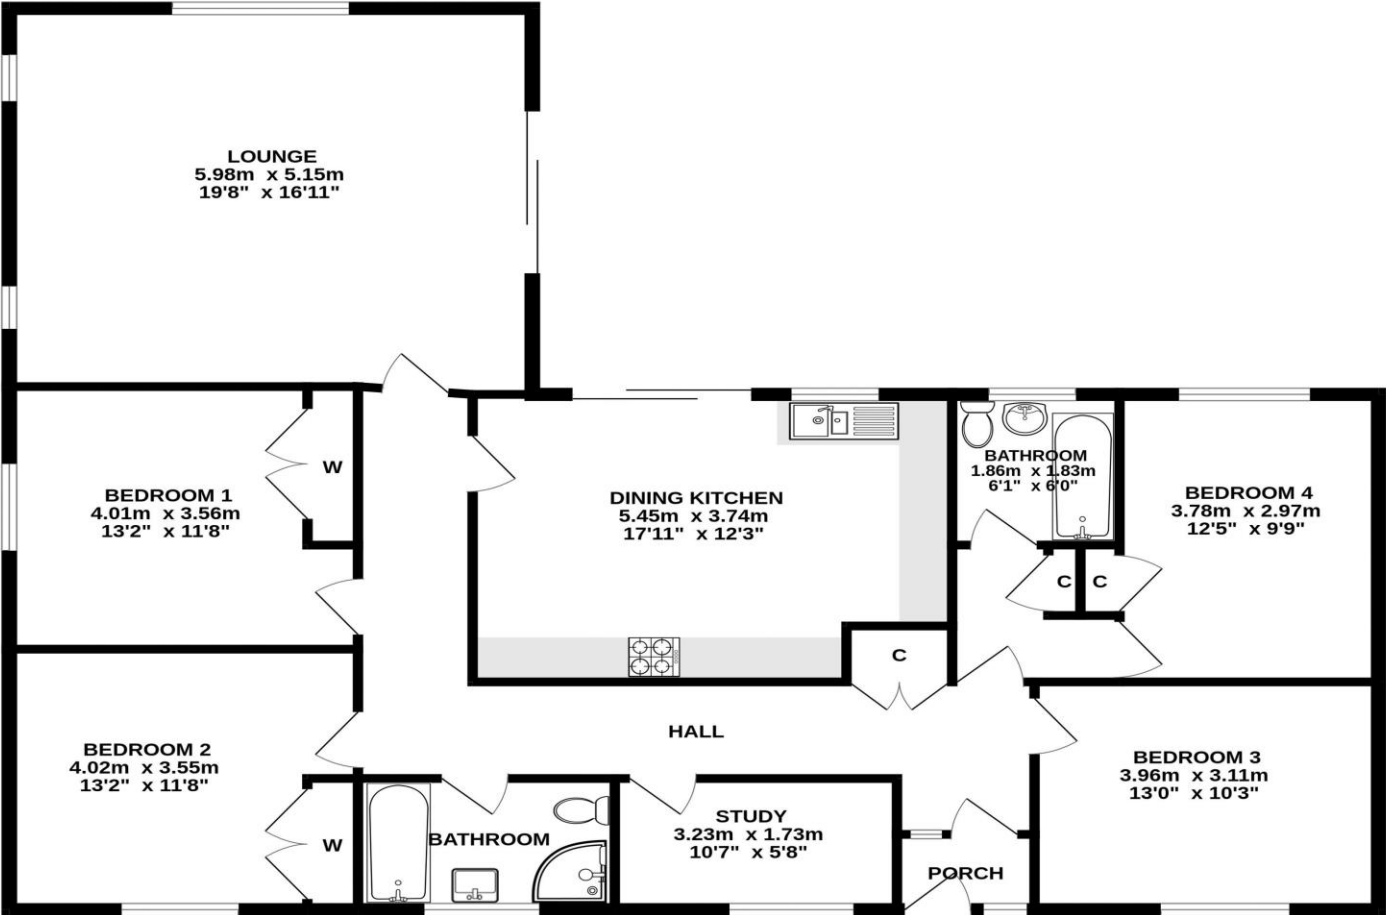 LOUNGE
5.98m x 5.15m
19'8" x 16'11"
W
BEDROOM 1
4.01m x 3.56m
13'2" x 11'8"
DINING KITCHEN
5.45m x 3.74m
17'11" x 12'3"
BATHROOM
1.86m x 1.83m
6'1" x 6'0"
BEDROOM 4
3.78m x 2.97m
12'5" x 9'9"
C
C
C
HALL
BEDROOM 2
4.02m x 3.55m
13'2" x 11'8"
W
BATHROOM
STUDY
3.23m x 1.73m
10'7" x 5'8"
PORCH
BEDROOM 3
3.96m x 3.11m
13'0" x 10'3"